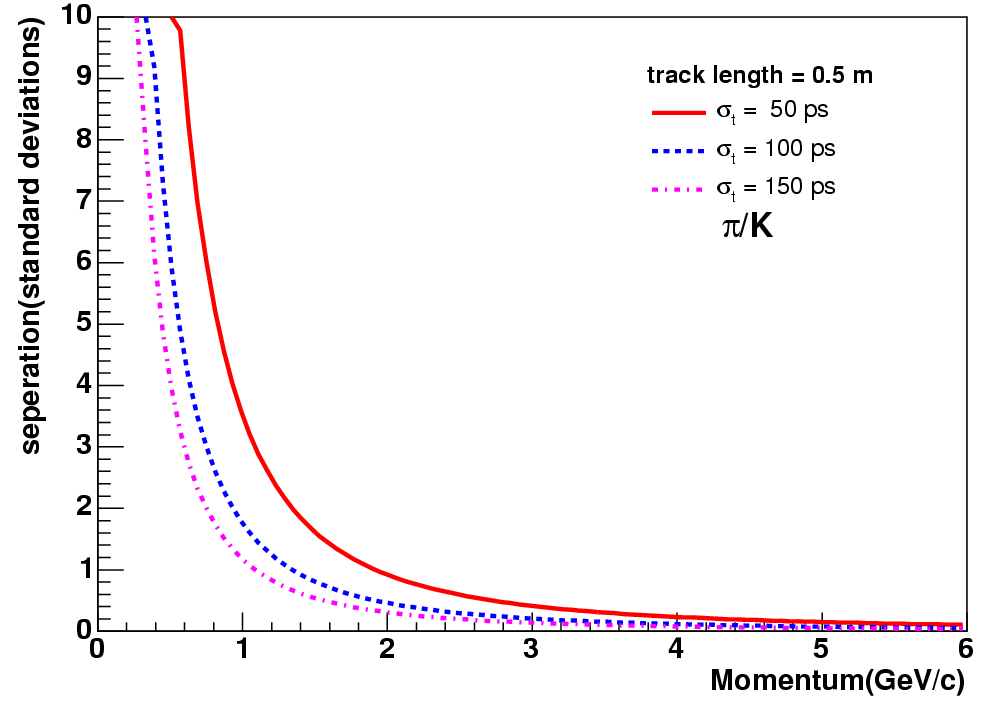 seperation(standard deviations)
10
9
8
7
6
5
4
3
2
1
0
track length = 0.5 m
σt = 50 ps
σt = 100 ps
σt = 150 ps
π/K
0 1 2 3 4 5 6
Momentum(GeV/c)